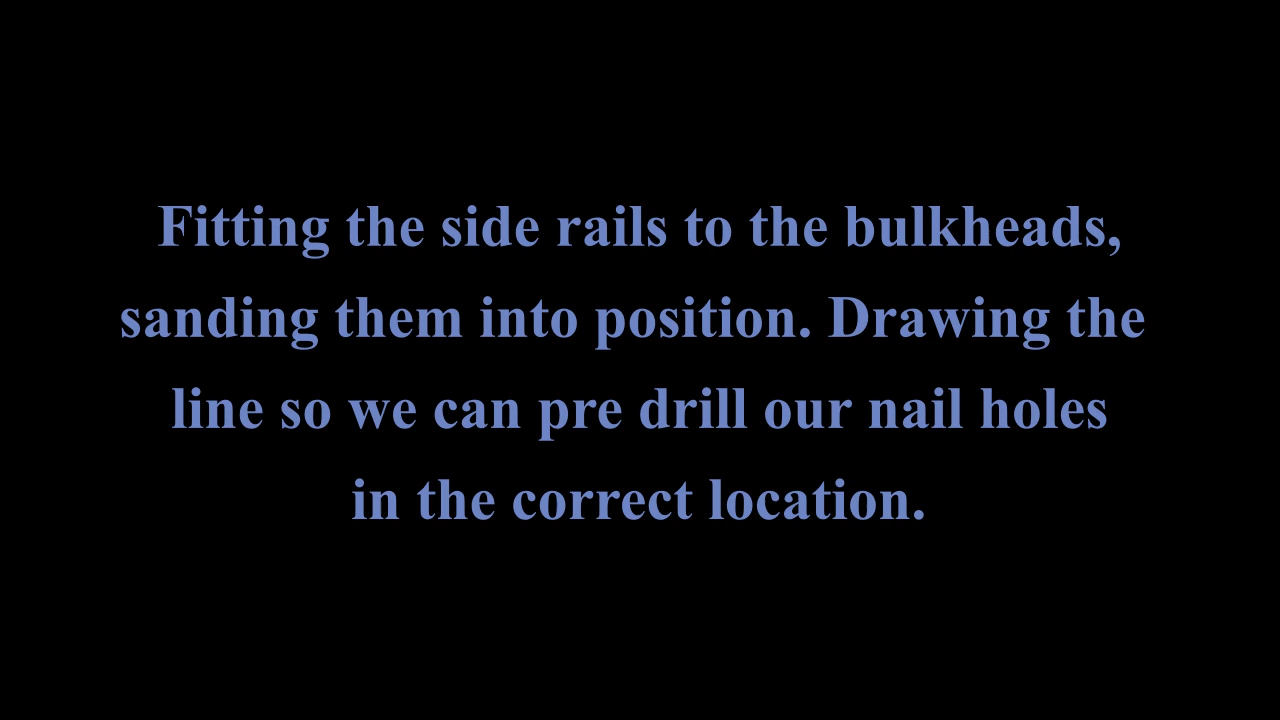 Fitting the side rails to the bulkheads,
sanding them into position. Drawing the
line so we can pre drill our nail holes
in the correct location.